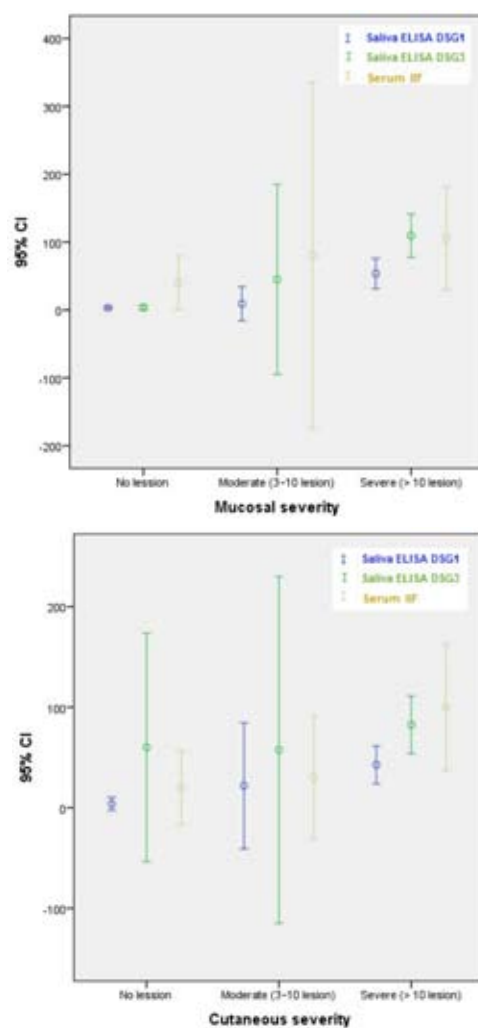 400
300
200
100
0
-100
-200
95% CI
Saliva ELISA DSG1
Saliva ELISA DSG3
Serum IIF
No lession
Moderate (3-10 lesion)
Severe (> 10 lesion)
Mucosal severity
200
100
0
-100
95% CI
Saliva ELISA DSG1
Saliva ELISA DSG3
Serum IIF
No lession
Moderate (3-10 lesion)
Severe (> 10 lesion)
Cutaneous severity